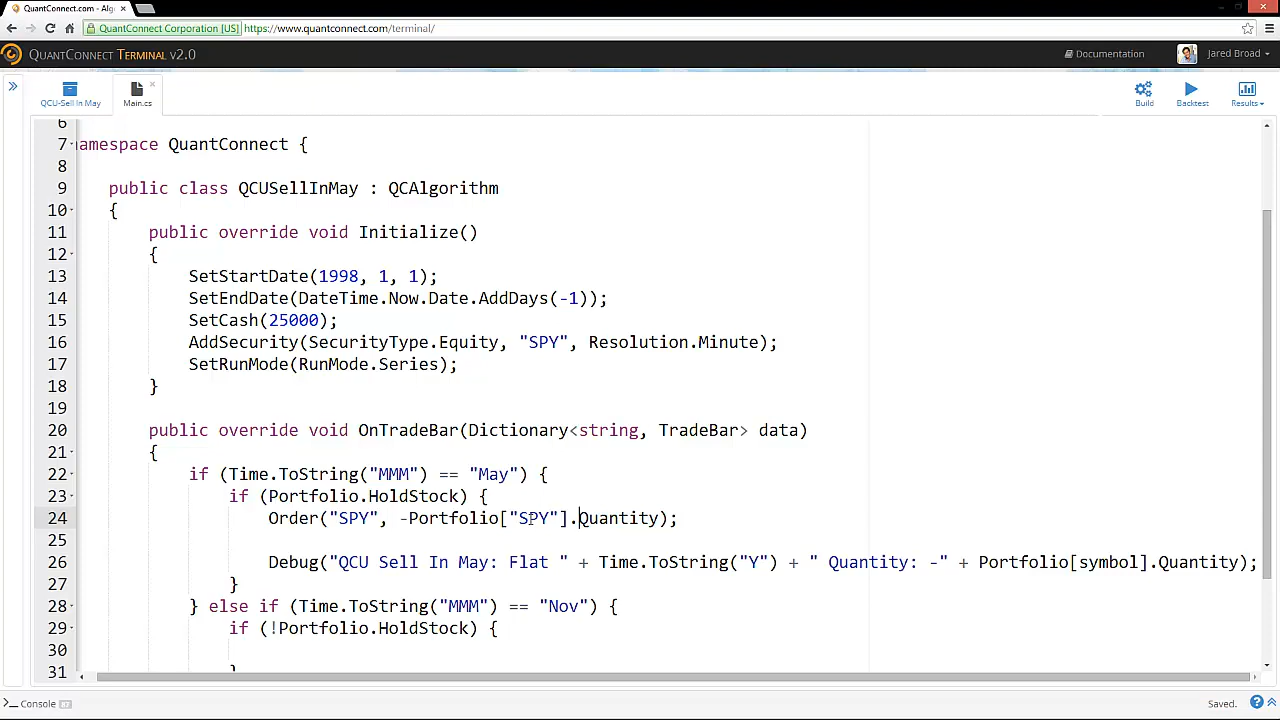 QuantConnect.com - Alg
QuantConnect Corporation [US] https://www.quantconnect.com/terminal/
QUANTCONNECT TERMINAL V2.0 Documentation Jared Broad
QCU-Sell In May Main.cs Build Backtest Results
6
7 amespace QuantConnect {
8
9 public class QCUSellInMay : QCAlgorithm
10 {
11 public override void Initialize()
12 {
13 SetStartDate(1998, 1, 1);
14 SetEndDate(DateTime.Now.Date.AddDays(-1));
15 SetCash(25000);
16 AddSecurity(SecurityType.Equity, "SPY", Resolution.Minute);
17 SetRunMode(RunMode.Series);
18 }
19
20 public override void OnTradeBar(Dictionary<string, TradeBar> data)
21 {
22 if (Time.ToString("MMM") == "May") {
23 if (Portfolio.HoldStock) {
24 Order("SPY", -Portfolio["SPY"].Quantity);
25
26 Debug("QCU Sell In May: Flat " + Time.ToString("Y") + " Quantity: -" + Portfolio[symbol].Quantity);
27 }
28 } else if (Time.ToString("MMM") == "Nov") {
29 if (!Portfolio.HoldStock) {
30
31 }
Console 87 Saved.